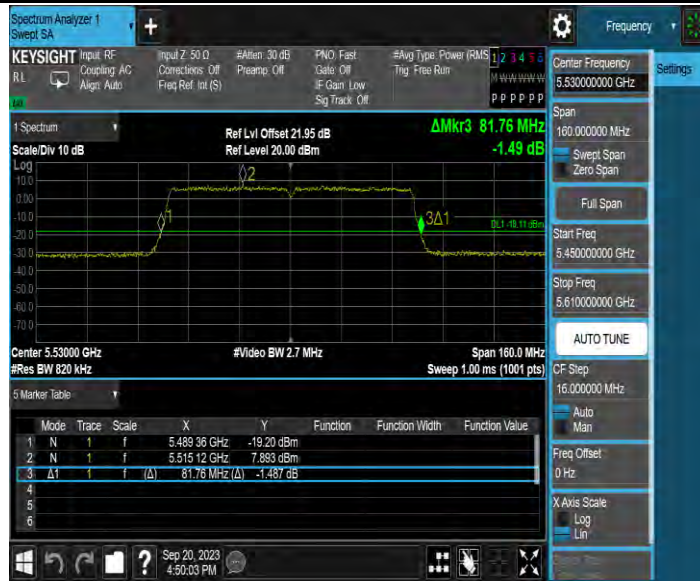 Spectrum Analyzer 1
Swept SA
Frequency
KEYSIGHT
RL
Input: RF
Coupling: AC
Align: Auto
Input Z: 50 Ω
Corrections: Off
Freq Ref: Int (S)
#Atten: 30 dB
Preamp: Off
PNO: Fast
Gate: Off
IF Gain: Low
Sig Track: Off
#Avg Type: Power (RMS
Trig: Free Run
1 2 3 4 5 6
M W W W W W
P P P P P P
1 Spectrum
Scale/Div 10 dB
Ref Lvl Offset 21.95 dB
Ref Level 20.00 dBm
ΔMkr3 81.76 MHz
-1.49 dB
Log
10.0
0.00
-10.0
-20.0
-30.0
-40.0
-50.0
-60.0
-70.0
1
2
3Δ1
DL1 -18.11 dBm
Center 5.53000 GHz
#Video BW 2.7 MHz
Span 160.0 MHz
#Res BW 820 kHz
Sweep 1.00 ms (1001 pts)
5 Marker Table
Mode Trace Scale X Y Function Function Width Function Value
1 N 1 f 5.489 36 GHz -19.20 dBm
2 N 1 f 5.515 12 GHz 7.893 dBm
3 Δ1 1 f (Δ) 81.76 MHz (Δ) -1.487 dB
4
5
6
Sep 20, 2023
4:50:03 PM
Settings
Center Frequency
5.530000000 GHz
Span
160.000000 MHz
Swept Span
Zero Span
Full Span
Start Freq
5.450000000 GHz
Stop Freq
5.610000000 GHz
AUTO TUNE
CF Step
16.000000 MHz
Auto
Man
Freq Offset
0 Hz
X Axis Scale
Log
Lin